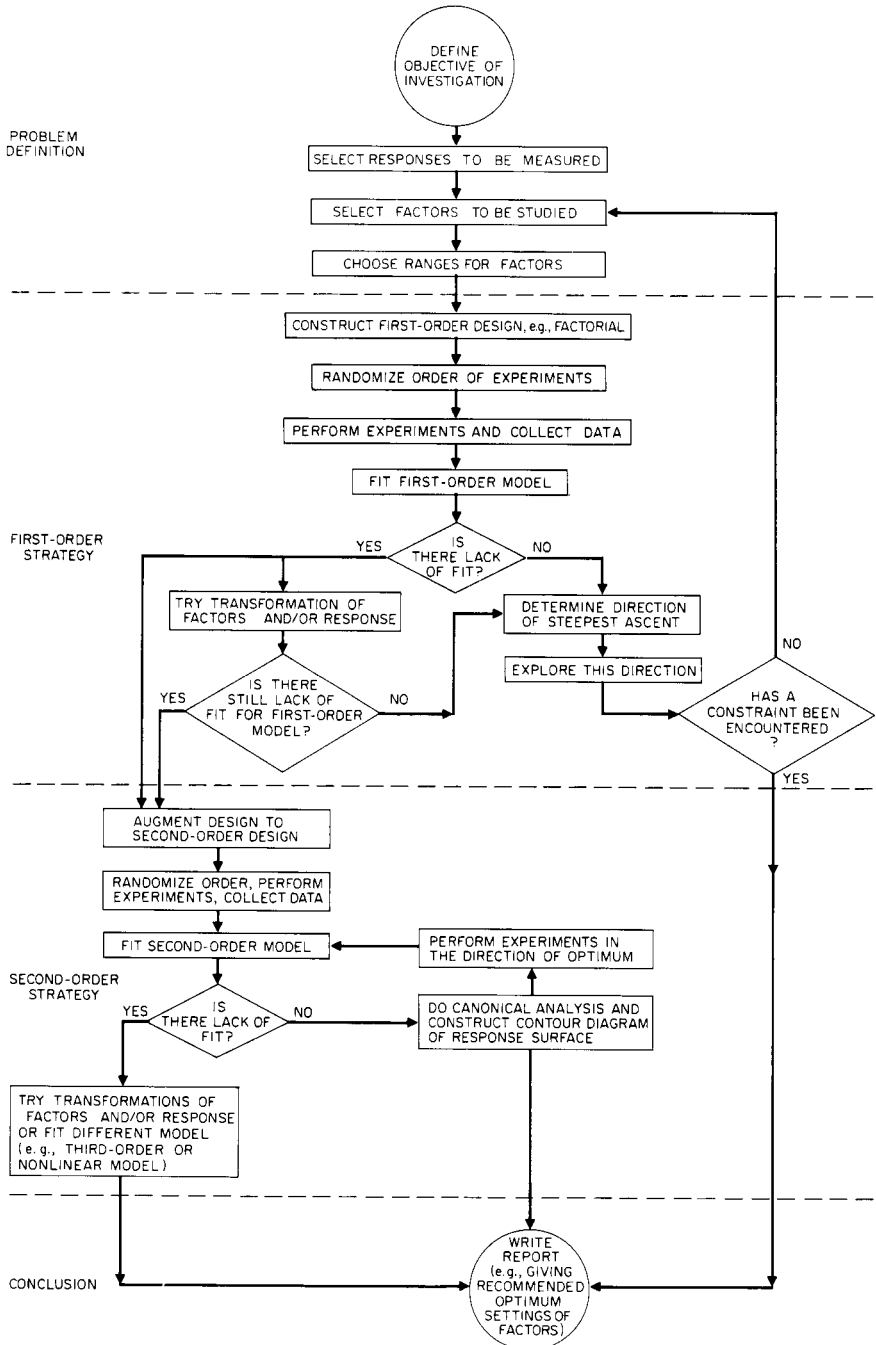 DEFINE
OBJECTIVE OF
INVESTIGATION
PROBLEM
DEFINITION
SELECT RESPONSES TO BE MEASURED
SELECT FACTORS TO BE STUDIED
CHOOSE RANGES FOR FACTORS
CONSTRUCT FIRST-ORDER DESIGN, e.g., FACTORIAL
RANDOMIZE ORDER OF EXPERIMENTS
PERFORM EXPERIMENTS AND COLLECT DATA
FIT FIRST-ORDER MODEL
FIRST-ORDER
STRATEGY
YES
IS
THERE LACK
OF FIT?
NO
TRY TRANSFORMATION OF
FACTORS AND/OR RESPONSE
DETERMINE DIRECTION
OF STEEPEST ASCENT
EXPLORE THIS DIRECTION
NO
YES
IS THERE
STILL LACK OF
FIT FOR FIRST-ORDER
MODEL?
NO
HAS A
CONSTRAINT BEEN
ENCOUNTERED
?
YES
AUGMENT DESIGN TO
SECOND-ORDER DESIGN
RANDOMIZE ORDER, PERFORM
EXPERIMENTS, COLLECT DATA
FIT SECOND-ORDER MODEL
PERFORM EXPERIMENTS IN
THE DIRECTION OF OPTIMUM
SECOND-ORDER
STRATEGY
YES
IS
THERE LACK OF
FIT?
NO
DO CANONICAL ANALYSIS AND
CONSTRUCT CONTOUR DIAGRAM
OF RESPONSE SURFACE
TRY TRANSFORMATIONS OF
FACTORS AND/OR RESPONSE
OR FIT DIFFERENT MODEL
(e.g., THIRD-ORDER OR
NONLINEAR MODEL)
CONCLUSION
WRITE
REPORT
(e.g., GIVING
RECOMMENDED
OPTIMUM
SETTINGS OF
FACTORS)